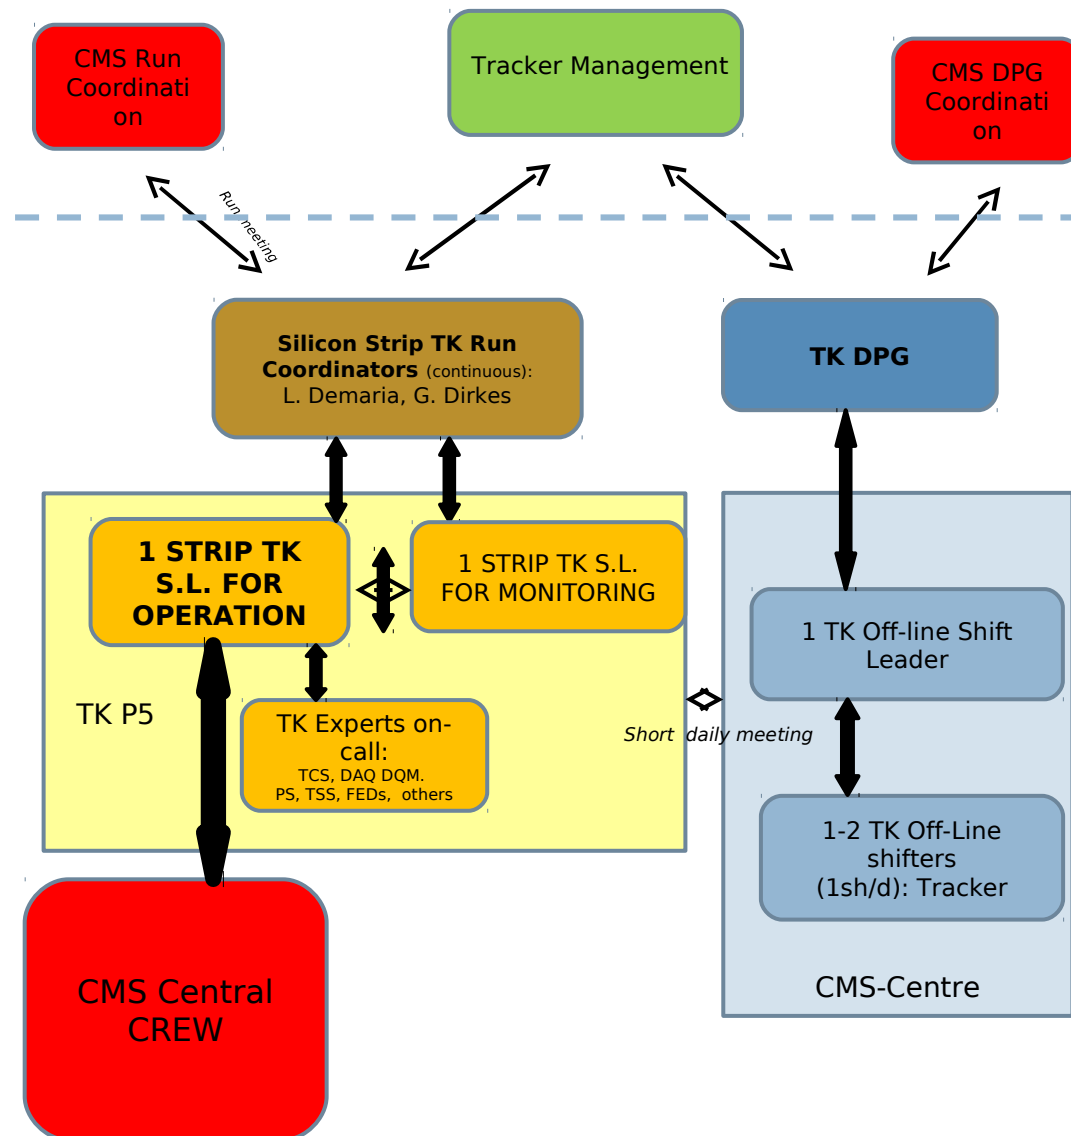 CMS Run
Coordinati
on
Tracker Management
CMS DPG
Coordinati
on
Run meeting
Silicon Strip TK Run
Coordinators (continuous):
L. Demaria, G. Dirkes
TK DPG
1 STRIP TK
S.L. FOR
OPERATION
1 STRIP TK S.L.
FOR MONITORING
1 TK Off-line Shift
Leader
TK P5
TK Experts on-
call:
TCS, DAQ DQM.
PS, TSS, FEDs, others
Short daily meeting
1-2 TK Off-Line
shifters
(1sh/d): Tracker
CMS-Centre
CMS Central
CREW